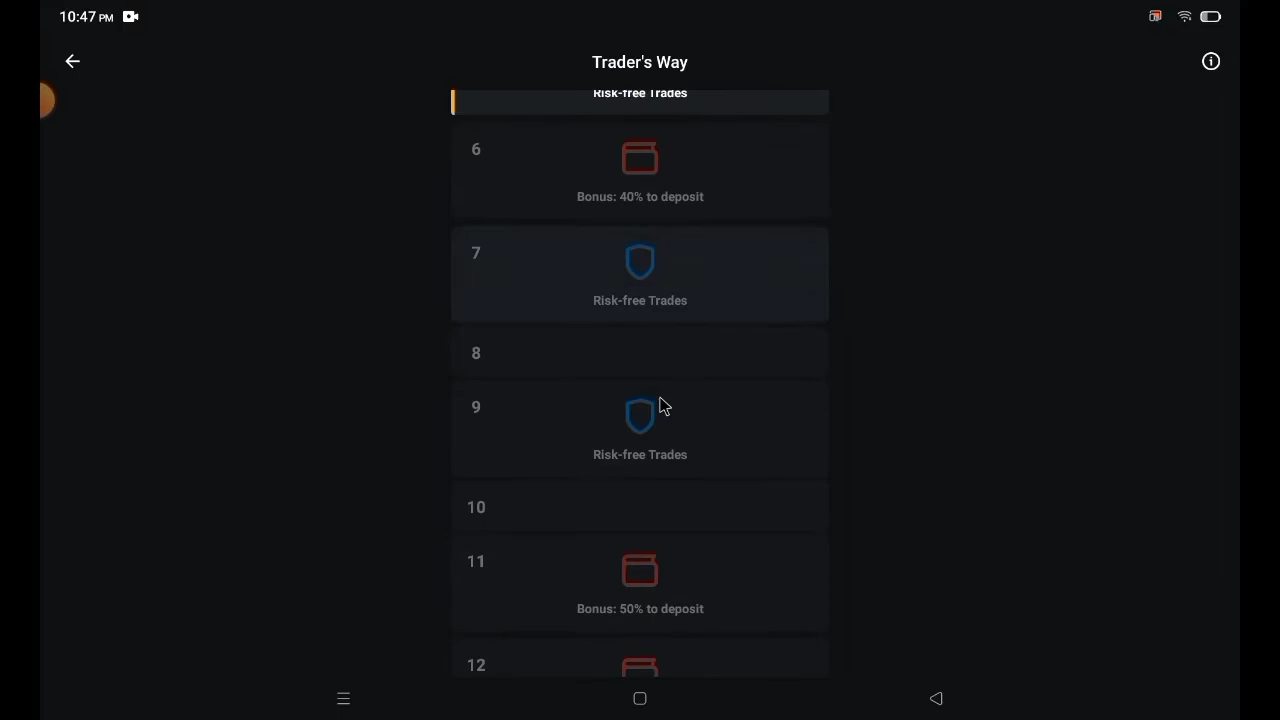 10:47 PM
Trader's Way
Risk-free Trades
6
Bonus: 40% to deposit
7
Risk-free Trades
8
9
Risk-free Trades
10
11
Bonus: 50% to deposit
12